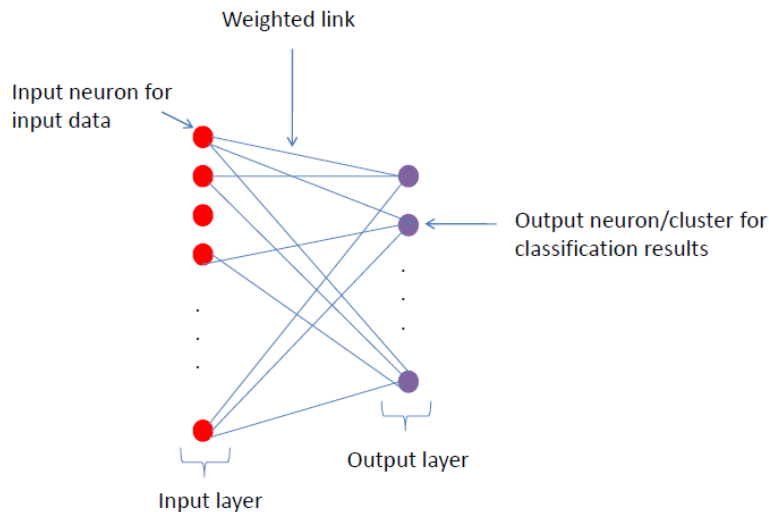 Weighted link
Input neuron for
input data
Output neuron/cluster for
classification results
Output layer
Input layer